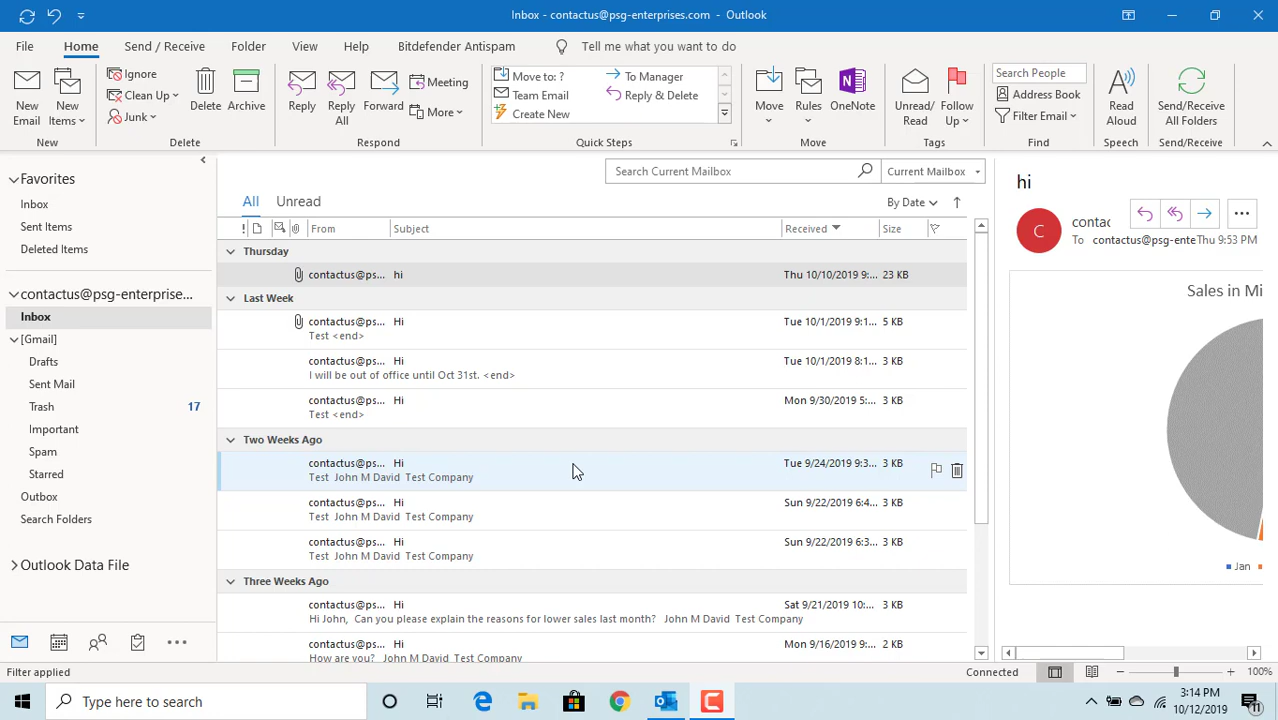 Inbox - contactus@psg-enterprises.com - Outlook
File Home Send / Receive Folder View Help Bitdefender Antispam Tell me what you want to do
New Email
New Items
New
Ignore
Clean Up
Junk
Delete
Archive
Delete
Reply
Reply All
Forward
Meeting
More
Respond
Move to: ?
Team Email
Create New
To Manager
Reply & Delete
Quick Steps
Move
Rules
OneNote
Move
Unread/ Read
Follow Up
Tags
Search People
Address Book
Filter Email
Find
Read Aloud
Speech
Send/Receive All Folders
Send/Receive
Favorites
Inbox
Sent Items
Deleted Items
contactus@psg-enterprise...
Inbox
[Gmail]
Drafts
Sent Mail
Trash 17
Important
Spam
Starred
Outbox
Search Folders
Outlook Data File
Search Current Mailbox Current Mailbox
All Unread By Date
! From Subject Received Size
Thursday
contactus@ps... hi Thu 10/10/2019 9:... 23 KB
Last Week
contactus@ps... Hi Tue 10/1/2019 9:1... 5 KB
Test <end>
contactus@ps... Hi Tue 10/1/2019 8:1... 3 KB
I will be out of office until Oct 31st. <end>
contactus@ps... Hi Mon 9/30/2019 5:... 3 KB
Test <end>
Two Weeks Ago
contactus@ps... Hi Tue 9/24/2019 9:3... 3 KB
Test John M David Test Company
contactus@ps... Hi Sun 9/22/2019 6:4... 3 KB
Test John M David Test Company
contactus@ps... Hi Sun 9/22/2019 6:3... 3 KB
Test John M David Test Company
Three Weeks Ago
contactus@ps... Hi Sat 9/21/2019 10:... 3 KB
Hi John, Can you please explain the reasons for lower sales last month? John M David Test Company
contactus@ps... Hi Mon 9/16/2019 2:... 2 KB
How are you? John M David Test Company
hi
C
contac
To contactus@psg-ente Thu 9:53 PM
Sales in Mi
Jan
Filter applied Connected 100%
Type here to search
3:14 PM
10/12/2019
11